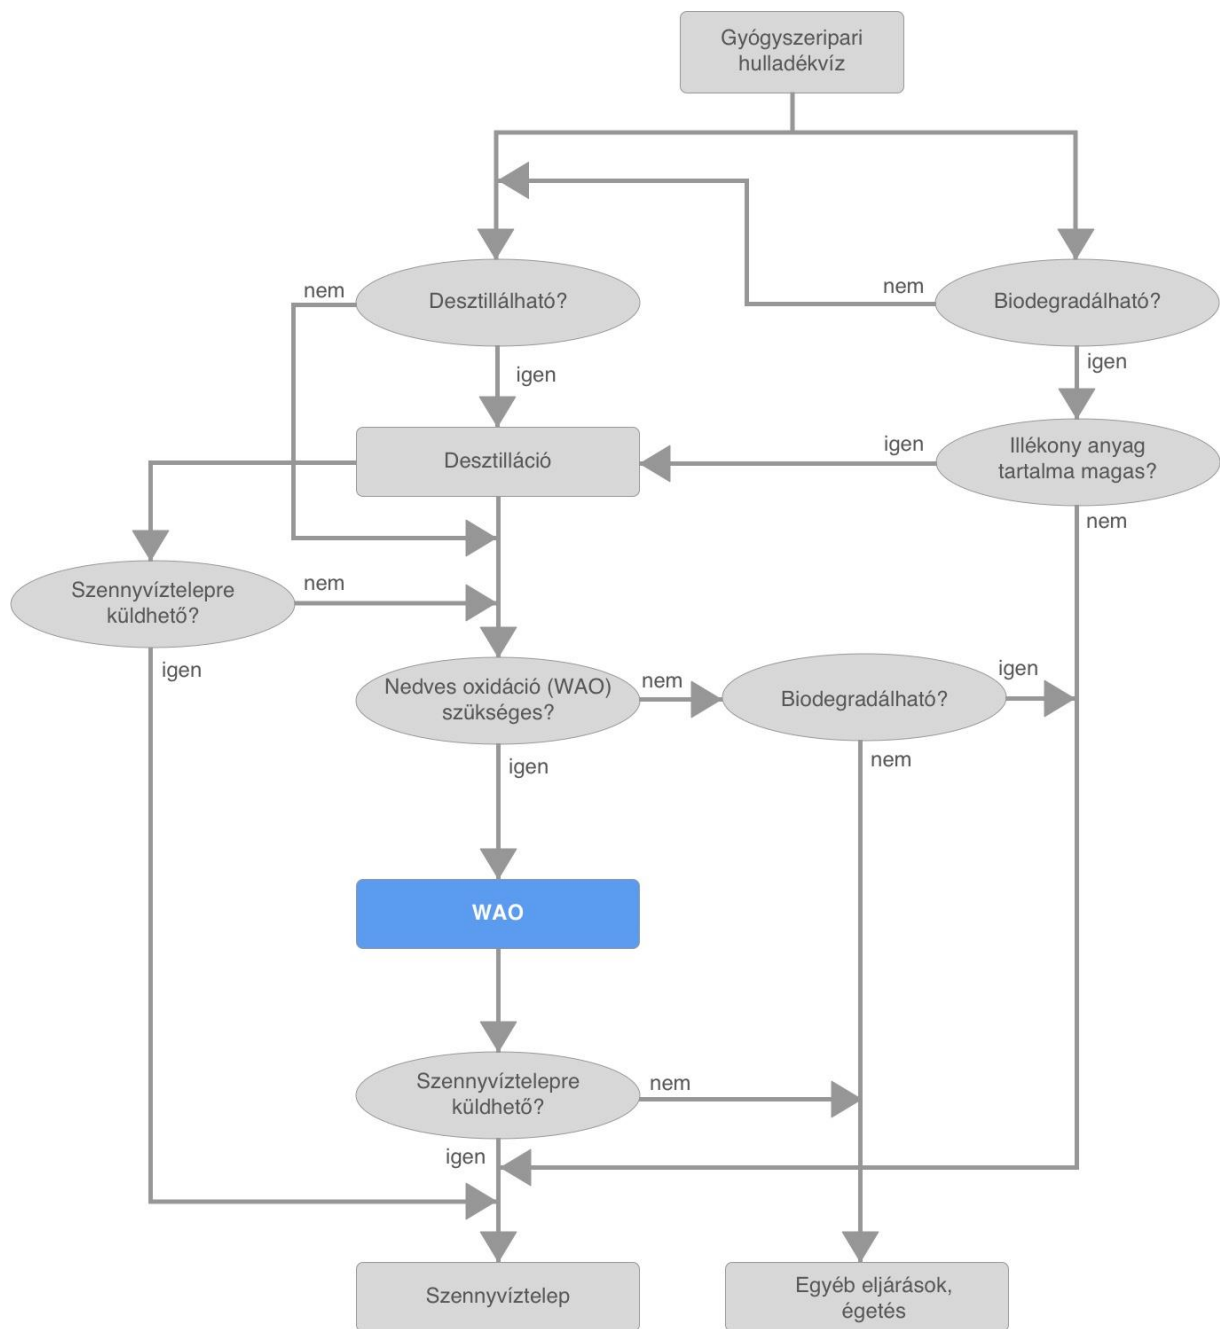 Gyógyszeripari
hulladékvíz
nem
Desztillálható?
nem
Biodegradálható?
igen
igen
Desztilláció
igen
Illékony anyag
tartalma magas?
nem
Szennyvíztelepre
küldhető?
nem
igen
Nedves oxidáció (WAO)
szükséges?
nem
Biodegradálható?
igen
igen
nem
WAO
Szennyvíztelepre
küldhető?
nem
igen
Szennyvíztelep
Egyéb eljárások,
égetés